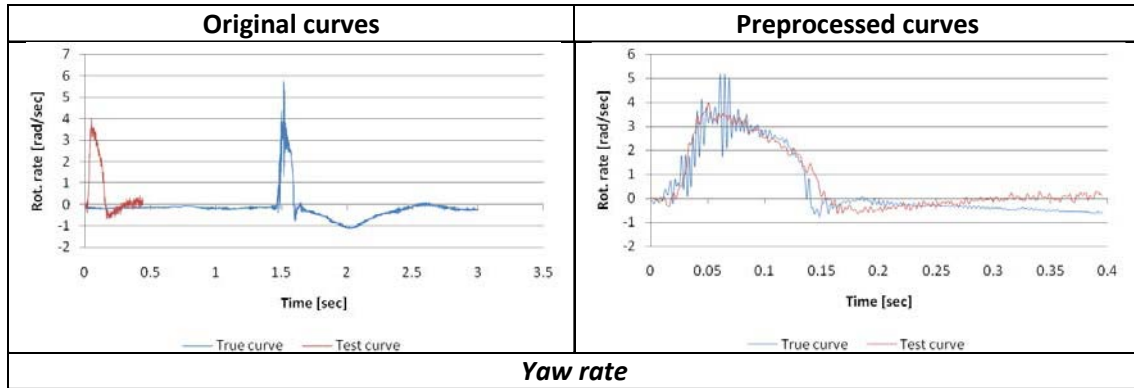 Original curves
Preprocessed curves
Rot. rate [rad/sec]
7
6
5
4
3
2
1
0
-1
-2
0 0.5 1 1.5 2 2.5 3 3.5
Time [sec]
True curve Test curve
Rot. rate [rad/sec]
6
5
4
3
2
1
0
-1
-2
0 0.05 0.1 0.15 0.2 0.25 0.3 0.35 0.4
Time [sec]
True curve Test curve
Yaw rate